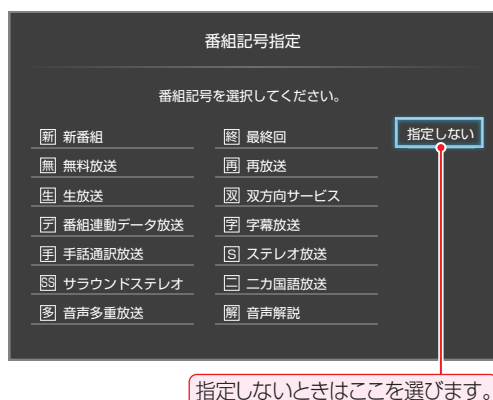 番組記号指定
番組記号を選択してください。
新 新番組
終 最終回
指定しない
無 無料放送
再 再放送
生 生放送
双 双方向サービス
デ 番組連動データ放送
字 字幕放送
手 手話通訳放送
S ステレオ放送
SS サラウンドステレオ
二 二カ国語放送
多 音声多重放送
解 音声解説
指定しないときはここを選びます。